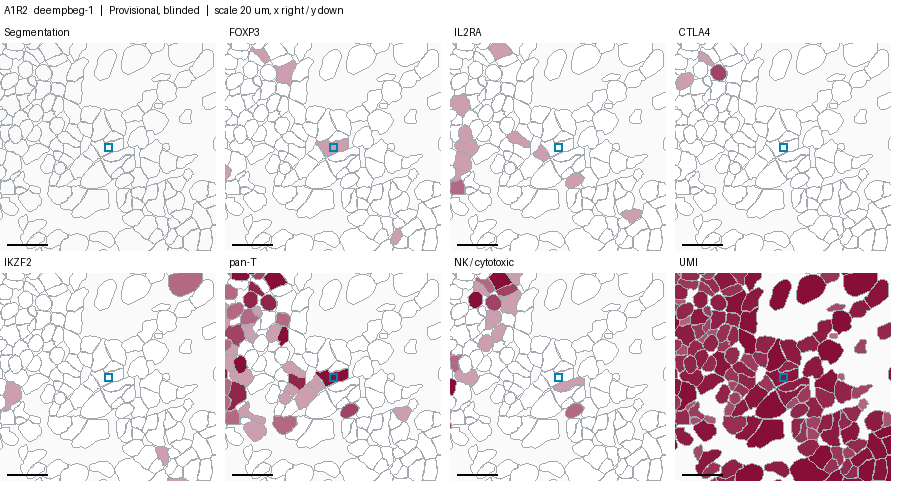 A1R2 deempbeg-1 | Provisional, blinded | scale 20 um, x right / y down
Segmentation
FOXP3
IL2RA
CTLA4
IKZF2
pan-T
NK / cytotoxic
UMI